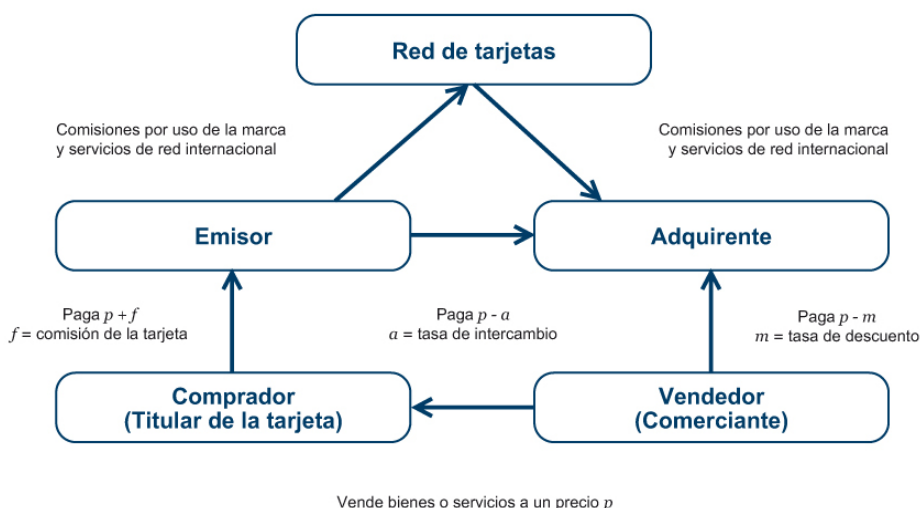 Red de tarjetas
Comisiones por uso de la marca
y servicios de red internacional
Comisiones por uso de la marca
y servicios de red internacional
Emisor
Adquirente
Paga p + f
f = comisión de la tarjeta
Paga p - a
a = tasa de intercambio
Paga p - m
m = tasa de descuento
Comprador
(Titular de la tarjeta)
Vendedor
(Comerciante)
Vende bienes o servicios a un precio p